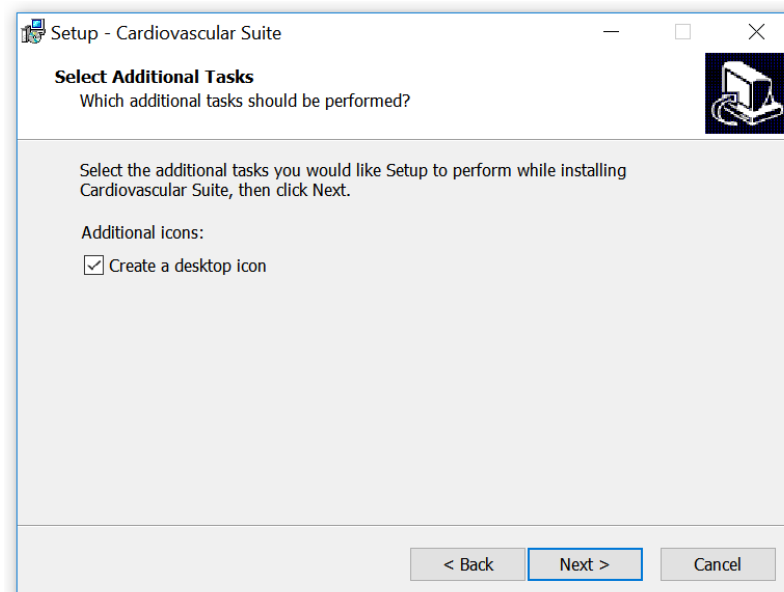 Setup - Cardiovascular Suite
Select Additional Tasks
Which additional tasks should be performed?
Select the additional tasks you would like Setup to perform while installing
Cardiovascular Suite, then click Next.
Additional icons:
Create a desktop icon
< Back Next > Cancel